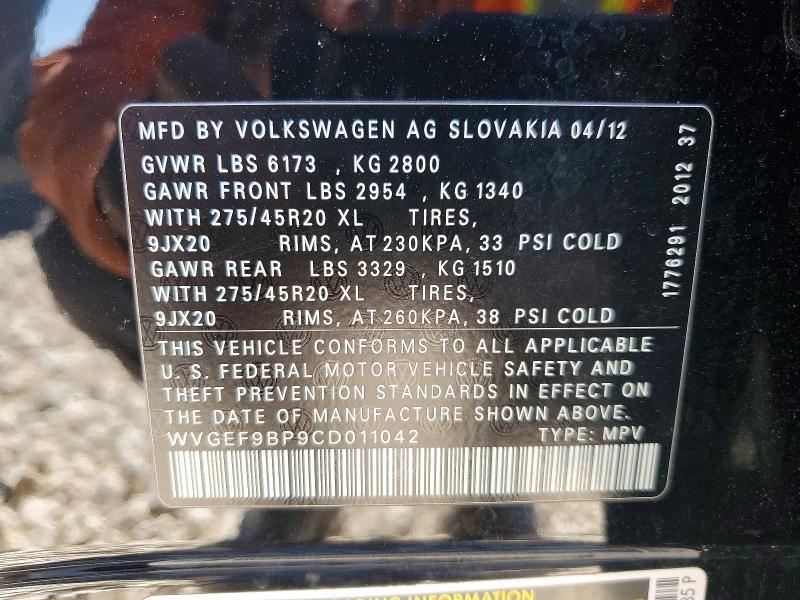 MFD BY VOLKSWAGEN AG SLOVAKIA 04/12
GVWR LBS 6173 , KG 2800
GAWR FRONT LBS 2954 , KG 1340
WITH 275/45R20 XL TIRES,
9JX20 RIMS, AT 230KPA, 33 PSI COLD
GAWR REAR LBS 3329 , KG 1510
WITH 275/45R20 XL TIRES,
9JX20 RIMS, AT 260KPA, 38 PSI COLD
THIS VEHICLE CONFORMS TO ALL APPLICABLE
U. S. FEDERAL MOTOR VEHICLE SAFETY AND
THEFT PREVENTION STANDARDS IN EFFECT ON
THE DATE OF MANUFACTURE SHOWN ABOVE.
WVGEF9BP9CD011042 TYPE: MPV
1776291 2012 37
INFORMATION